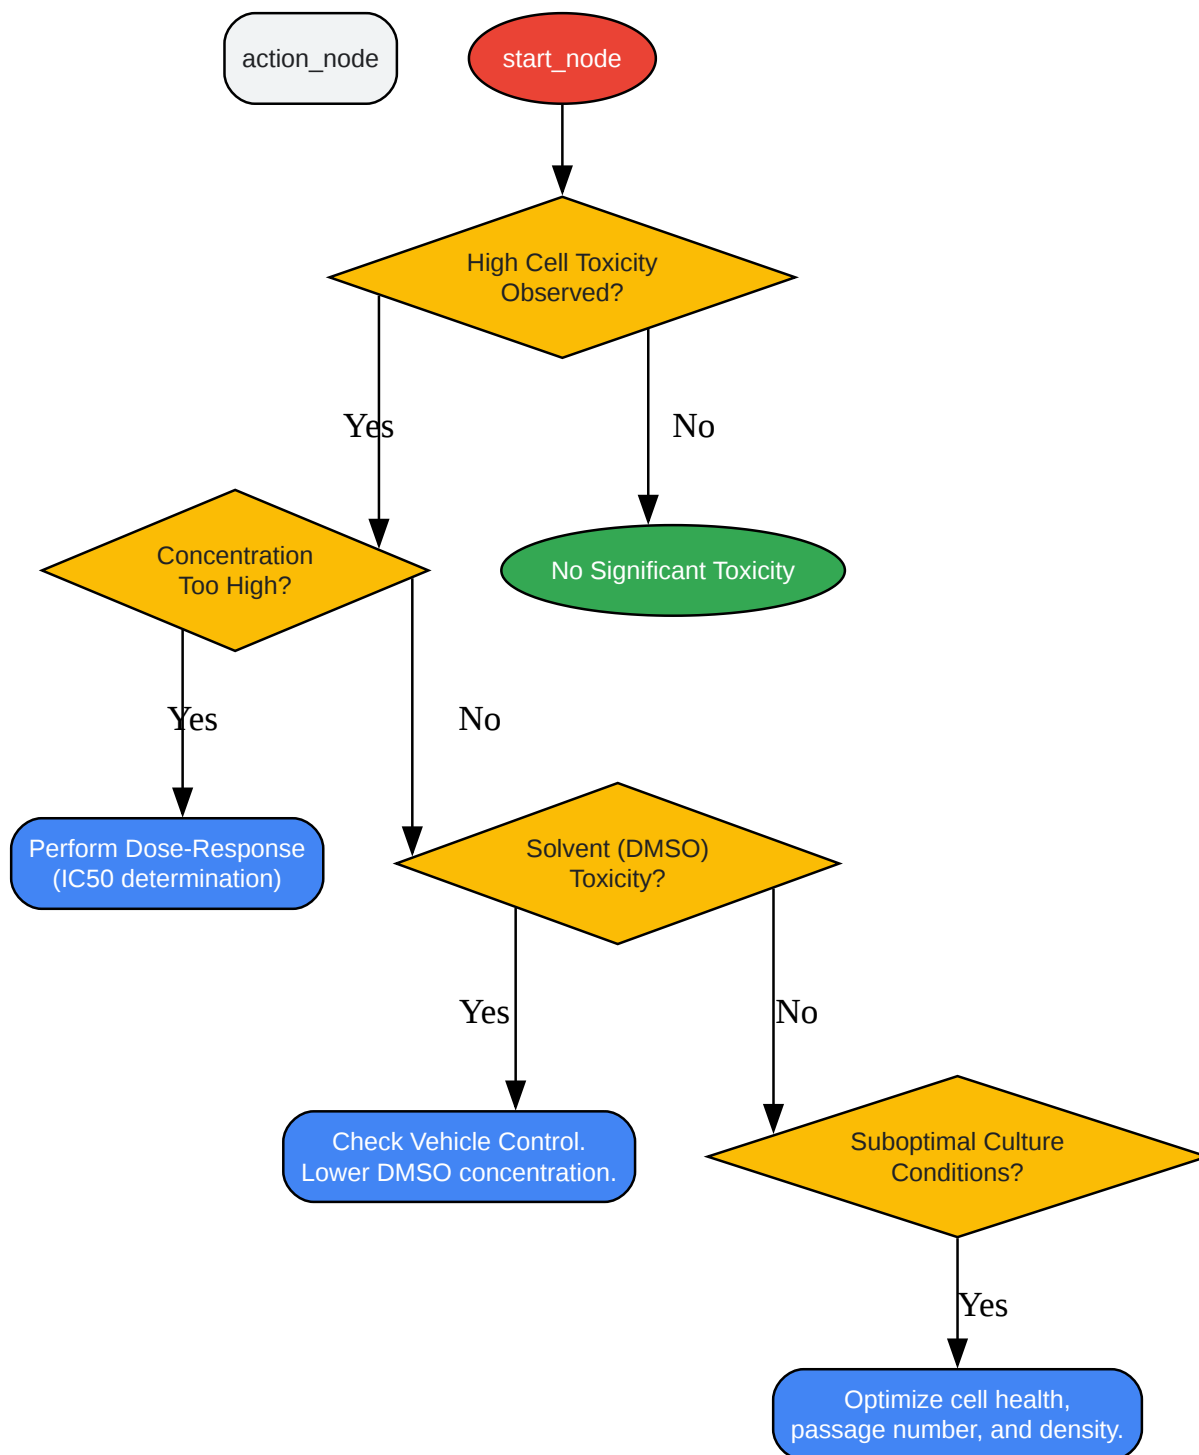 action_node
start_node
High Cell Toxicity
Observed?
Yes
No
Concentration
Too High?
No Significant Toxicity
Yes
No
Perform Dose-Response
(IC50 determination)
Solvent (DMSO)
Toxicity?
Yes
No
Check Vehicle Control.
Lower DMSO concentration.
Suboptimal Culture
Conditions?
Yes
Optimize cell health,
passage number, and density.